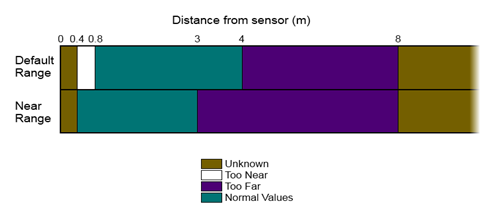 Distance from sensor (m)
0 0.4 0.8 3 4 8
Default
Range
Near
Range
Unknown
Too Near
Too Far
Normal Values